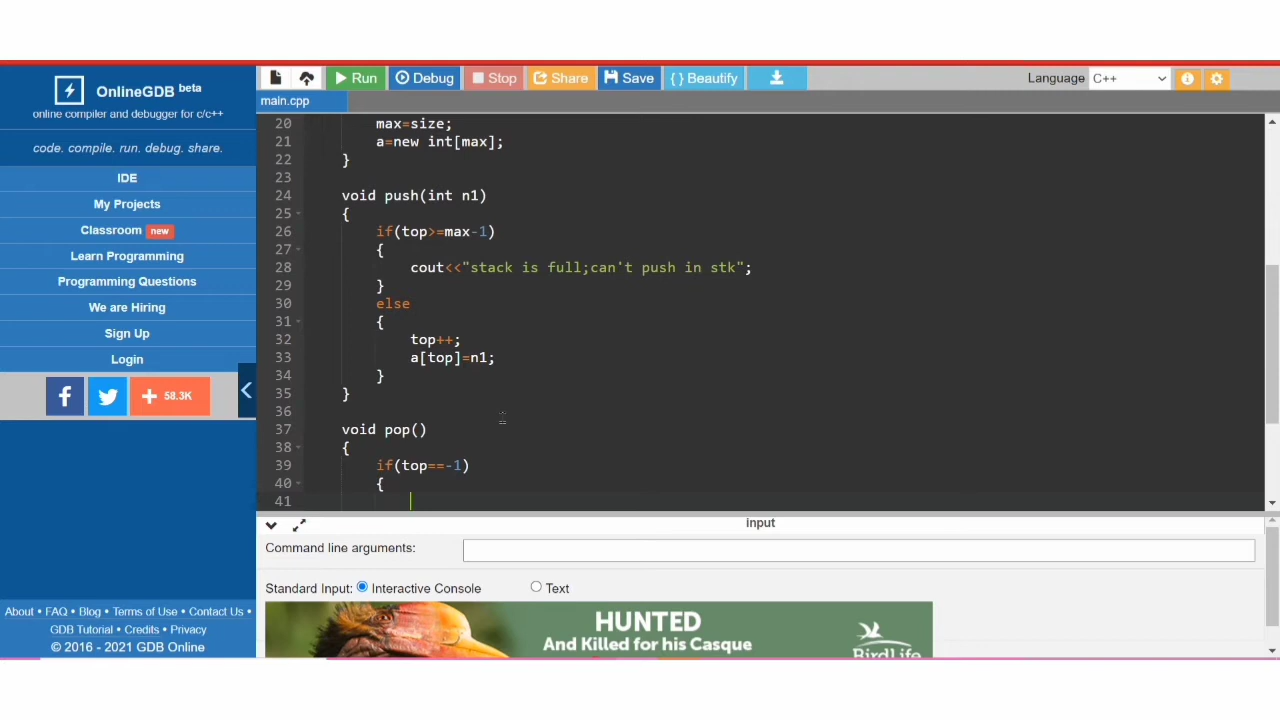 OnlineGDB beta
online compiler and debugger for c/c++
code. compile. run. debug. share.
IDE
My Projects
Classroom new
Learn Programming
Programming Questions
We are Hiring
Sign Up
Login
58.3K
About • FAQ • Blog • Terms of Use • Contact Us •
GDB Tutorial • Credits • Privacy
© 2016 - 2021 GDB Online
Run Debug Stop Share Save { } Beautify Language C++
main.cpp
20 max=size;
21 a=new int[max];
22 }
23
24 void push(int n1)
25 {
26 if(top>=max-1)
27 {
28 cout<<"stack is full;can't push in stk";
29 }
30 else
31 {
32 top++;
33 a[top]=n1;
34 }
35 }
36
37 void pop()
38 {
39 if(top==-1)
40 {
41
input
Command line arguments:
Standard Input: Interactive Console Text
HUNTED
And Killed for his Casque
BirdLife